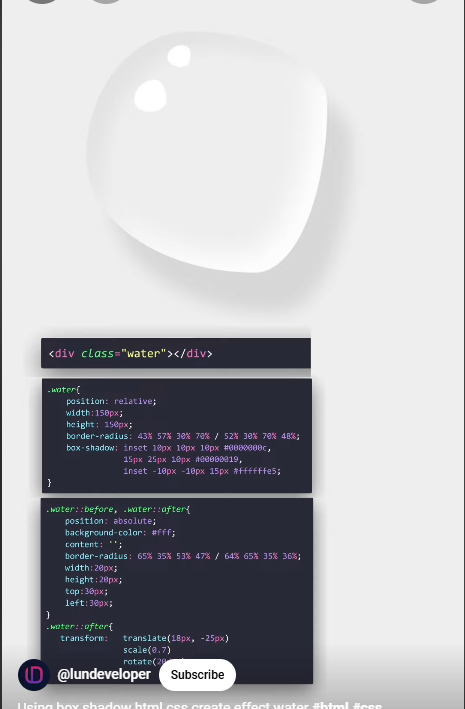 <div class="water"></div>
.water{
position: relative;
width:150px;
height: 150px;
border-radius: 43% 57% 30% 70% / 52% 30% 70% 48%;
box-shadow: inset 10px 10px 10px #0000000c,
15px 25px 10px #00000019,
inset -10px -10px 15px #ffffffe5;
}
.water::before, .water::after{
position: absolute;
background-color: #fff;
content: '';
border-radius: 65% 35% 53% 47% / 64% 65% 35% 36%;
width:20px;
height:20px;
top:30px;
left:30px;
}
.water::after{
transform: translate(18px, -25px)
scale(0.7)
rotate(20
@lundeveloper Subscribe
Using box shadow html css create effect water #html #css